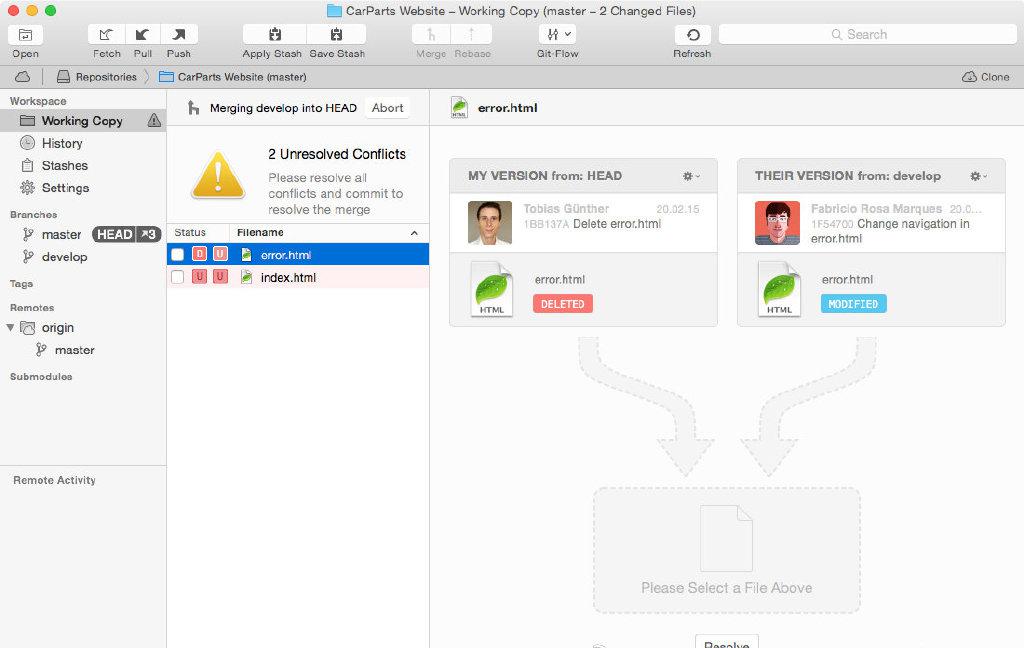 CarParts Website – Working Copy (master – 2 Changed Files)
Open
Fetch
Pull
Push
Apply Stash
Save Stash
Merge
Rebase
Git-Flow
Refresh
Search
Repositories
CarParts Website (master)
Clone
Workspace
Working Copy
History
Stashes
Settings
Branches
master HEAD ↗3
develop
Tags
Remotes
origin
master
Submodules
Remote Activity
Merging develop into HEAD Abort
2 Unresolved Conflicts
Please resolve all
conflicts and commit to
resolve the merge
Status Filename
D U error.html
U U index.html
error.html
MY VERSION from: HEAD
Tobias Günther 20.02.15
1BB137A Delete error.html
error.html
HTML
DELETED
THEIR VERSION from: develop
Fabricio Rosa Marques 20.0...
1F54700 Change navigation in
error.html
error.html
HTML
MODIFIED
Please Select a File Above
Resolve